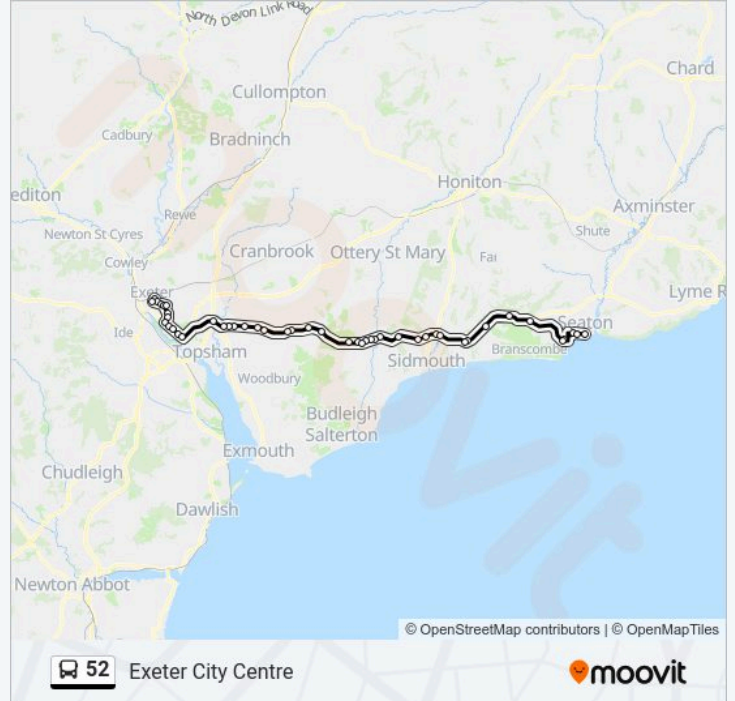 North Devon Link Road
Chard
Cullompton
Cadbury
Bradninch
Honiton
editon
Axminster
Rewe
Shute
Newton St Cyres
Cranbrook
Ottery St Mary
Fai
Cowley
Exeter
Lyme R
Seaton
Ide
Topsham
Branscombe
Sidmouth
Woodbury
Budleigh
Salterton
Exmouth
Chudleigh
Dawlish
Newton Abbot
© OpenStreetMap contributors | © OpenMapTiles
52 Exeter City Centre
moovit